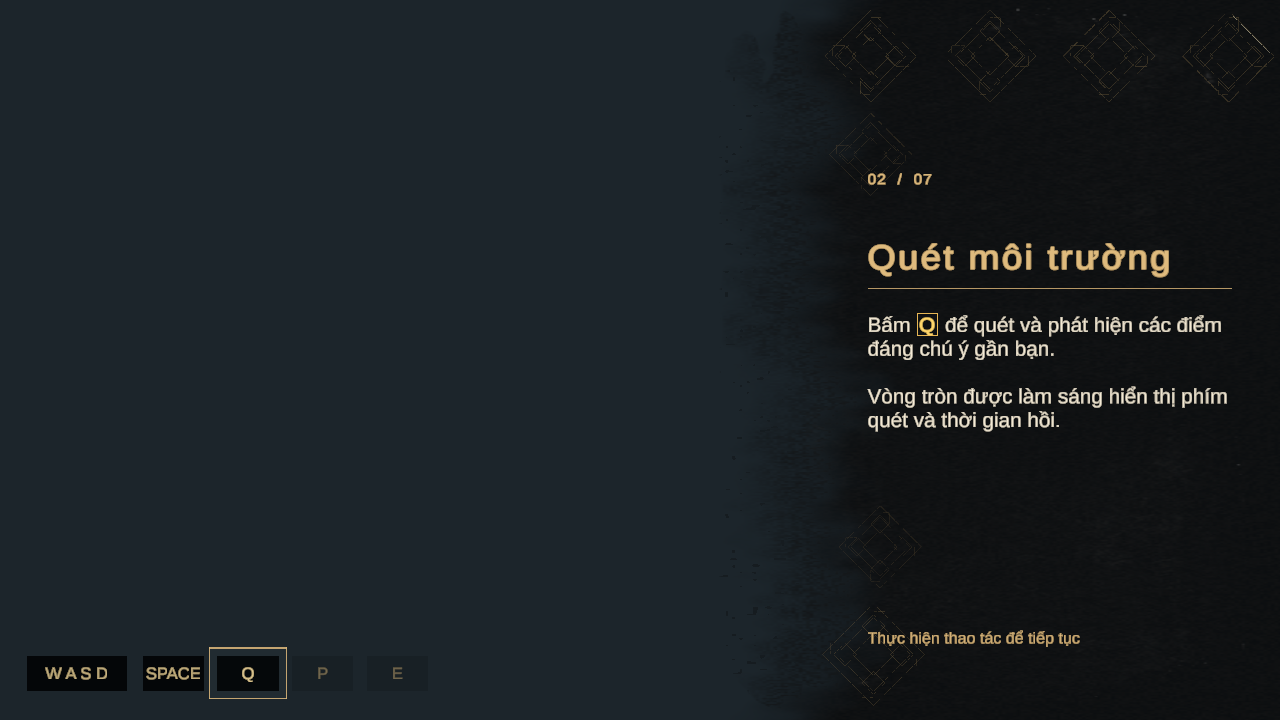 02 / 07
Quét môi trường
Bấm Q để quét và phát hiện các điểm
đáng chú ý gần bạn.
Vòng tròn được làm sáng hiển thị phím
quét và thời gian hồi.
Thực hiện thao tác để tiếp tục
WASD SPACE Q P E